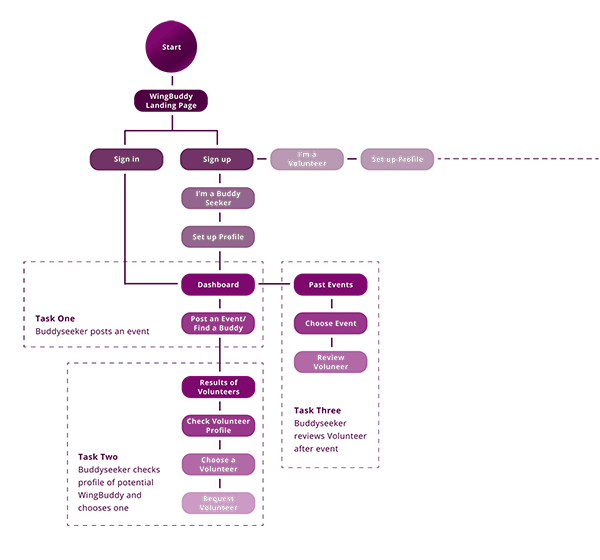 Start
WingBuddy
Landing Page
Sign in
Sign up
I'm a
Volunteer
Set up Profile
I'm a Buddy
Seeker
Set up Profile
Dashboard
Past Events
Task One
Buddyseeker posts an event
Post an Event/
Find a Buddy
Choose Event
Review
Voluneer
Results of
Volunteers
Check Volunteer
Profile
Task Three
Buddyseeker
reviews Volunteer
after event
Task Two
Buddyseeker checks
profile of potential
WingBuddy and
chooses one
Choose a
Volunteer
Request
Volunteer